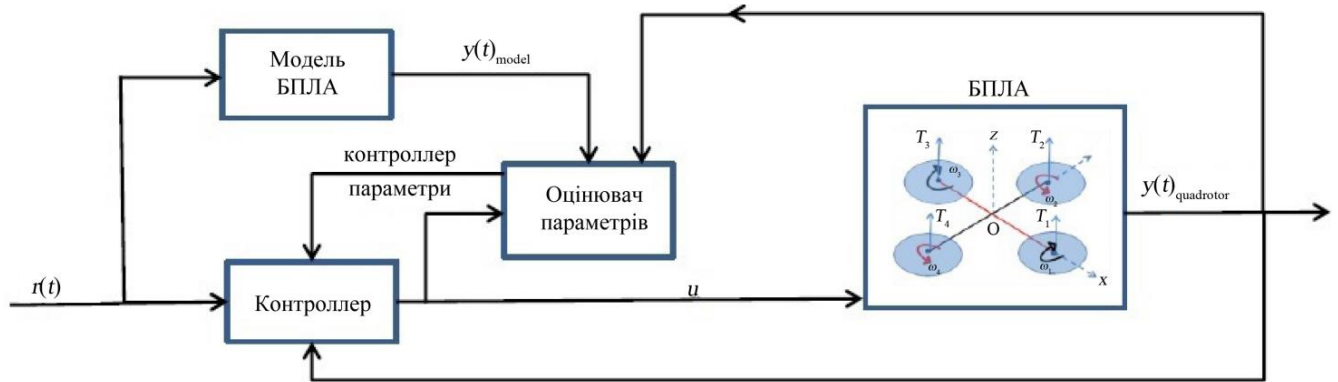 Модель
БПЛА
y(t)model
БПЛА
T3
z
T2
ω3
ω2
T4
T1
O
ω4
ω1
x
y(t)quadrotor
контроллер
параметри
Оцінювач
параметрів
r(t)
Контроллер
u